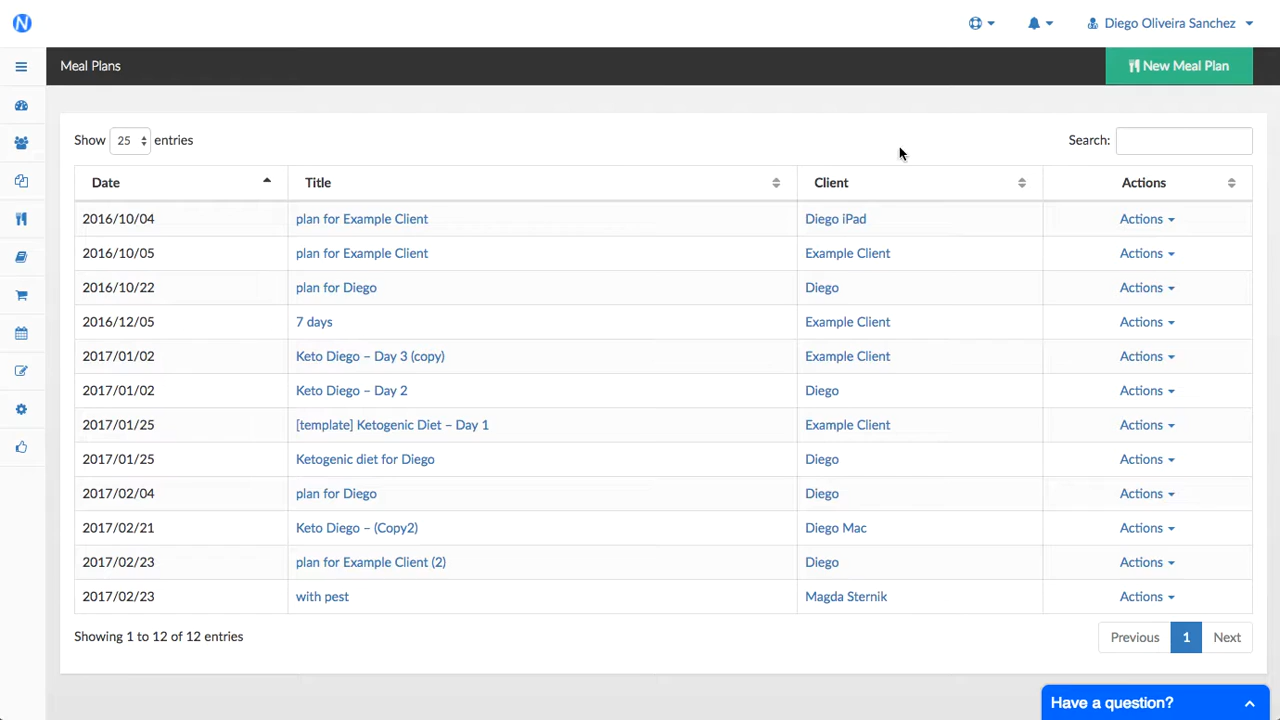 N
Diego Oliveira Sanchez
Meal Plans
New Meal Plan
Show 25 entries
Search:
Date Title Client Actions
2016/10/04 plan for Example Client Diego iPad Actions
2016/10/05 plan for Example Client Example Client Actions
2016/10/22 plan for Diego Diego Actions
2016/12/05 7 days Example Client Actions
2017/01/02 Keto Diego – Day 3 (copy) Example Client Actions
2017/01/02 Keto Diego – Day 2 Diego Actions
2017/01/25 [template] Ketogenic Diet – Day 1 Example Client Actions
2017/01/25 Ketogenic diet for Diego Diego Actions
2017/02/04 plan for Diego Diego Actions
2017/02/21 Keto Diego – (Copy2) Diego Mac Actions
2017/02/23 plan for Example Client (2) Diego Actions
2017/02/23 with pest Magda Sternik Actions
Showing 1 to 12 of 12 entries
Previous 1 Next
Have a question?